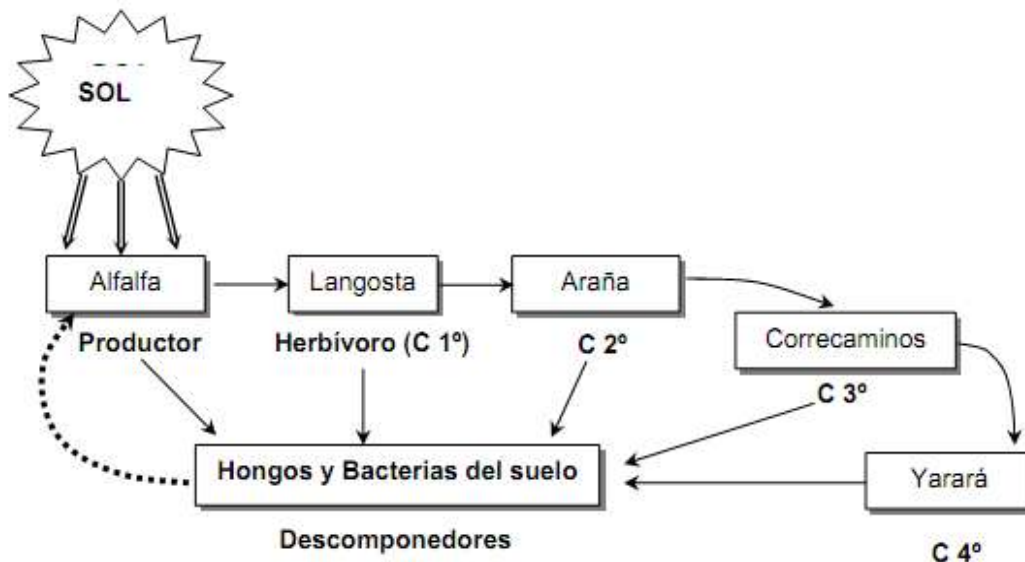 SOL
Alfalfa
Langosta
Araña
Productor
Herbívoro (C 1º)
C 2º
Correcaminos
C 3º
Hongos y Bacterias del suelo
Yarará
Descomponedores
C 4º